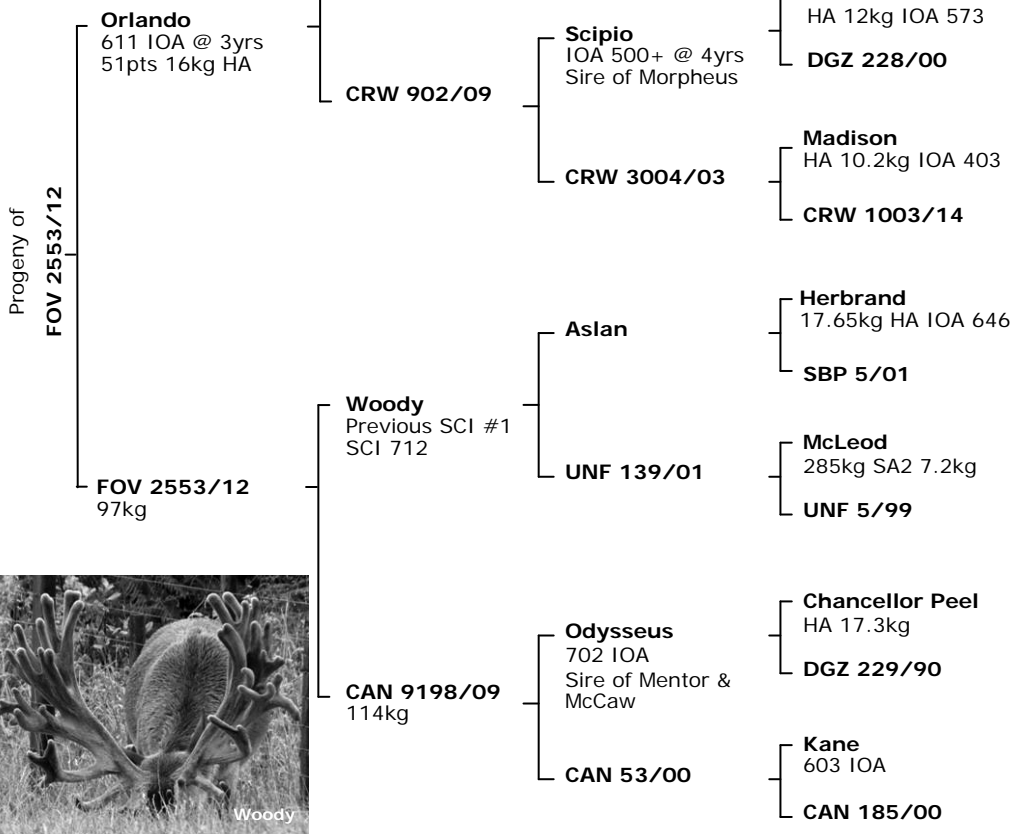 Progeny of
FOV 2553/12
Orlando
611 IOA @ 3yrs
51pts 16kg HA
FOV 2553/12
97kg
CRW 902/09
Woody
Previous SCI #1
SCI 712
CAN 9198/09
114kg
Scipio
IOA 500+ @ 4yrs
Sire of Morpheus
CRW 3004/03
Aslan
UNF 139/01
Odysseus
702 IOA
Sire of Mentor &
McCaw
CAN 53/00
HA 12kg IOA 573
DGZ 228/00
Madison
HA 10.2kg IOA 403
CRW 1003/14
Herbrand
17.65kg HA IOA 646
SBP 5/01
McLeod
285kg SA2 7.2kg
UNF 5/99
Chancellor Peel
HA 17.3kg
DGZ 229/90
Kane
603 IOA
CAN 185/00
Woody